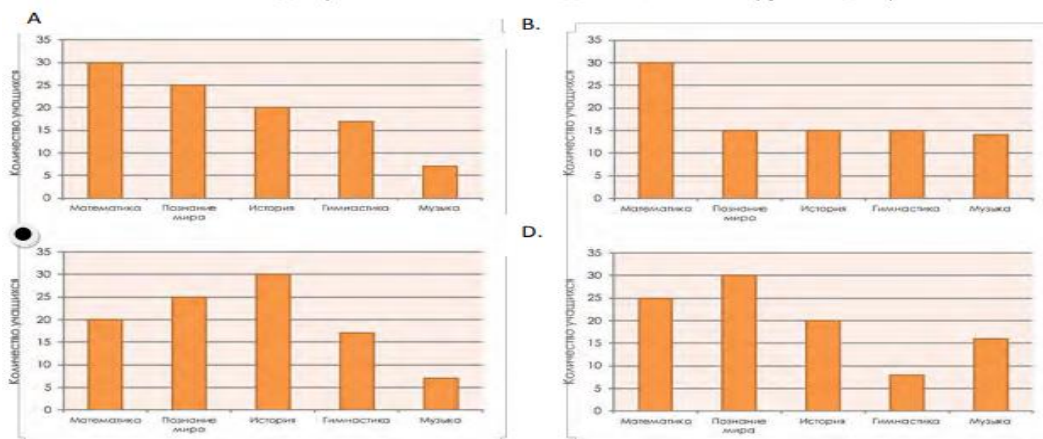 A
B.
Количество учащихся
35
30
25
20
15
10
5
0
Математика
Познание мира
История
Гимнастика
Музыка
Количество учащихся
35
30
25
20
15
10
5
0
Математика
Познание мира
История
Гимнастика
Музыка
D.
Количество учащихся
35
30
25
20
15
10
5
0
Математика
Познание мира
История
Гимнастика
Музыка
Количество учащихся
35
30
25
20
15
10
5
0
Математика
Познание мира
История
Гимнастика
Музыка